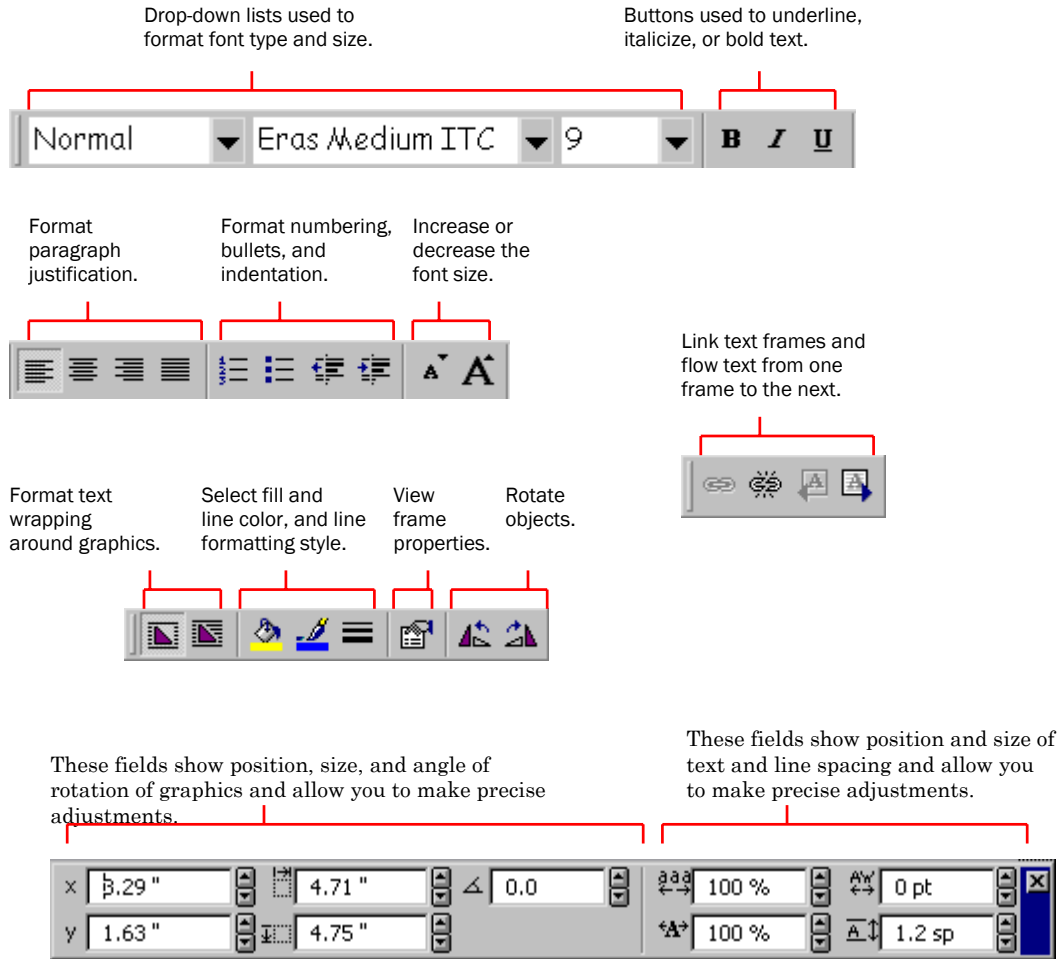 Drop-down lists used to
format font type and size.
Buttons used to underline,
italicize, or bold text.
Normal
Eras Medium ITC
9
B I U
Format
paragraph
justification.
Format numbering,
bullets, and
indentation.
Increase or
decrease the
font size.
1
2
3
A A
Link text frames and
flow text from one
frame to the next.
A A
Format text
wrapping
around graphics.
Select fill and
line color, and line
formatting style.
View
frame
properties.
Rotate
objects.
These fields show position, size, and angle of
rotation of graphics and allow you to make precise
adjustments.
These fields show position and size of
text and line spacing and allow you
to make precise adjustments.
x 3.29 " 4.71 " 0.0 aaa 100 % AW 0 pt
y 1.63 " 4.75 " A 100 % A 1.2 sp